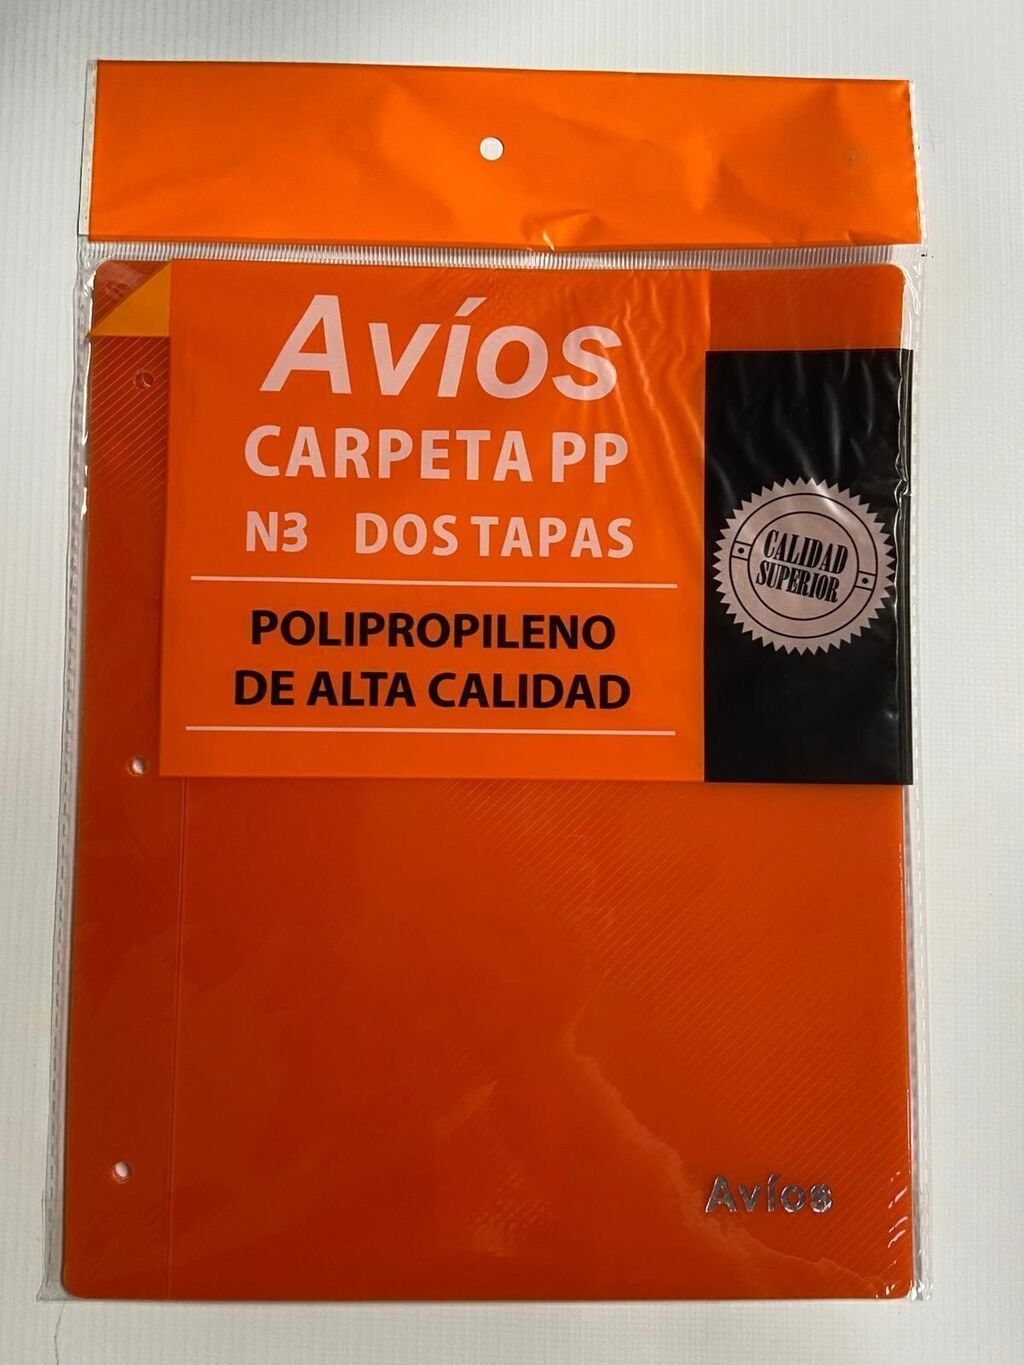 Avíos
CARPETA PP
N3 DOS TAPAS
POLIPROPILENO
DE ALTA CALIDAD
CALIDAD
SUPERIOR
Avíos